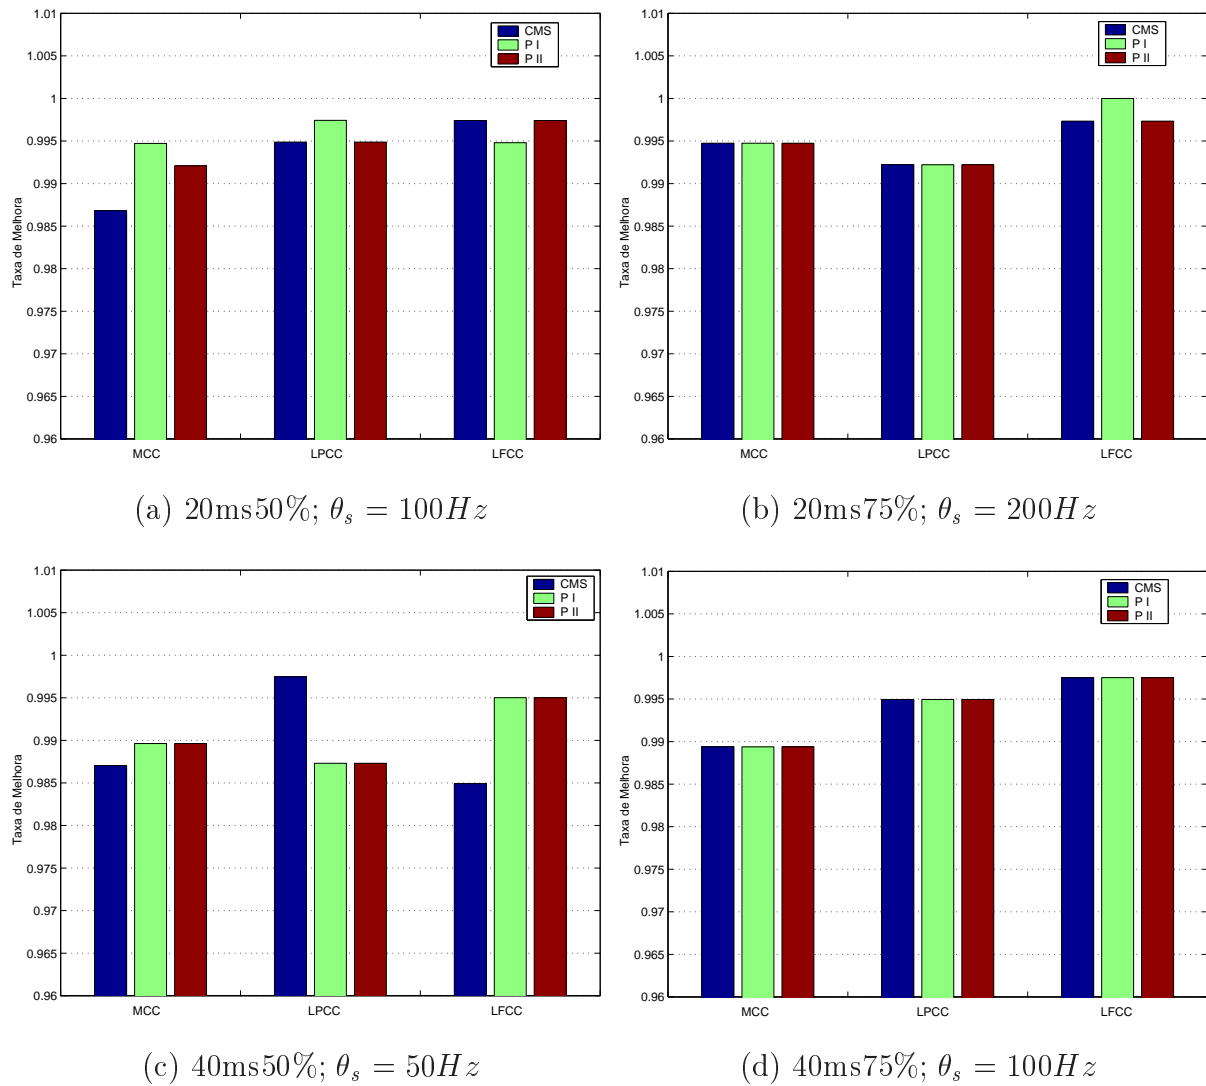 1.01
1.005
1
0.995
0.99
0.985
0.98
0.975
0.97
0.965
0.96
Taxa de Melhora
CMS
P I
P II
MCC LPCC LFCC
(a) 20ms50%; θs = 100Hz
1.01
1.005
1
0.995
0.99
0.985
0.98
0.975
0.97
0.965
0.96
Taxa de Melhora
CMS
P I
P II
MCC LPCC LFCC
(b) 20ms75%; θs = 200Hz
1.01
1.005
1
0.995
0.99
0.985
0.98
0.975
0.97
0.965
0.96
Taxa de Melhora
CMS
P I
P II
MCC LPCC LFCC
(c) 40ms50%; θs = 50Hz
1.01
1.005
1
0.995
0.99
0.985
0.98
0.975
0.97
0.965
0.96
Taxa de Melhora
CMS
P I
P II
MCC LPCC LFCC
(d) 40ms75%; θs = 100Hz